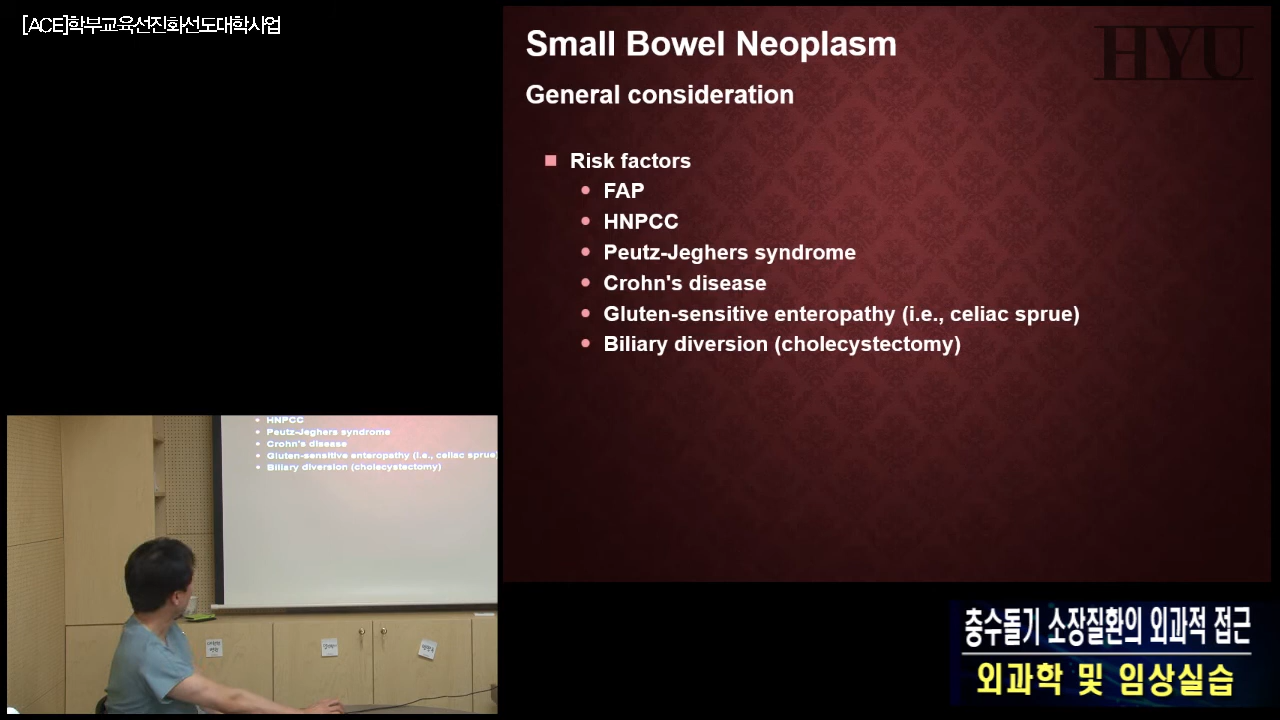 [ACE]학부교육선진화선도대학사업
Small Bowel Neoplasm
HYU
General consideration
Risk factors
FAP
HNPCC
Peutz-Jeghers syndrome
Crohn's disease
Gluten-sensitive enteropathy (i.e., celiac sprue)
Biliary diversion (cholecystectomy)
HNPCC
Peutz-Jeghers syndrome
Crohn's disease
Gluten-sensitive enteropathy (i.e., celiac sprue)
Biliary diversion (cholecystectomy)
충수돌기 소장질환의 외과적 접근
외과학 및 임상실습